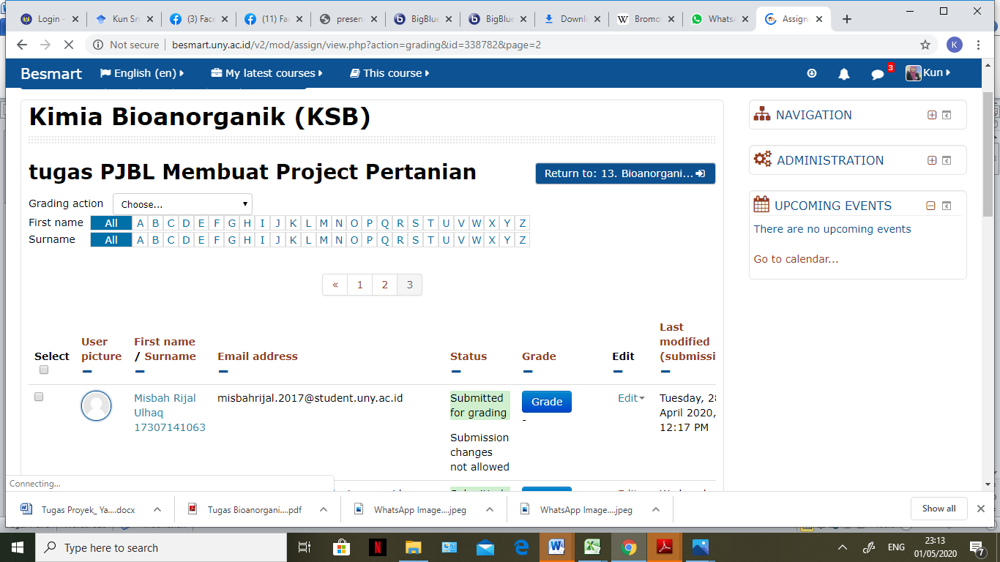 Login -
Kun Sri
(3) Face
(11) Fa
presen
BigBlue
BigBlue
Downlo
Bromo
WhatsA
Assign
Not secure
besmart.uny.ac.id/v2/mod/assign/view.php?action=grading&id=338782&page=2
K
Besmart
English (en)
My latest courses
This course
3
Kun
Kimia Bioanorganik (KSB)
tugas PJBL Membuat Project Pertanian
Return to: 13. Bioanorgani...
Grading action
Choose...
First name All A B C D E F G H I J K L M N O P Q R S T U V W X Y Z
Surname All A B C D E F G H I J K L M N O P Q R S T U V W X Y Z
« 1 2 3
Select
User
picture
First name
/ Surname
Email address
Status
Grade
Edit
Last
modified
(submissi
Misbah Rijal
Ulhaq
17307141063
misbahrijal.2017@student.uny.ac.id
Submitted
for grading
Submission
changes
not allowed
Grade
-
Edit
Tuesday, 28
April 2020,
12:17 PM
NAVIGATION
ADMINISTRATION
UPCOMING EVENTS
There are no upcoming events
Go to calendar...
Connecting...
Tugas Proyek_ Ya....docx
Tugas Bioanorgani....pdf
WhatsApp Image....jpeg
WhatsApp Image....jpeg
Show all
Type here to search
ENG
23:13
01/05/2020
7